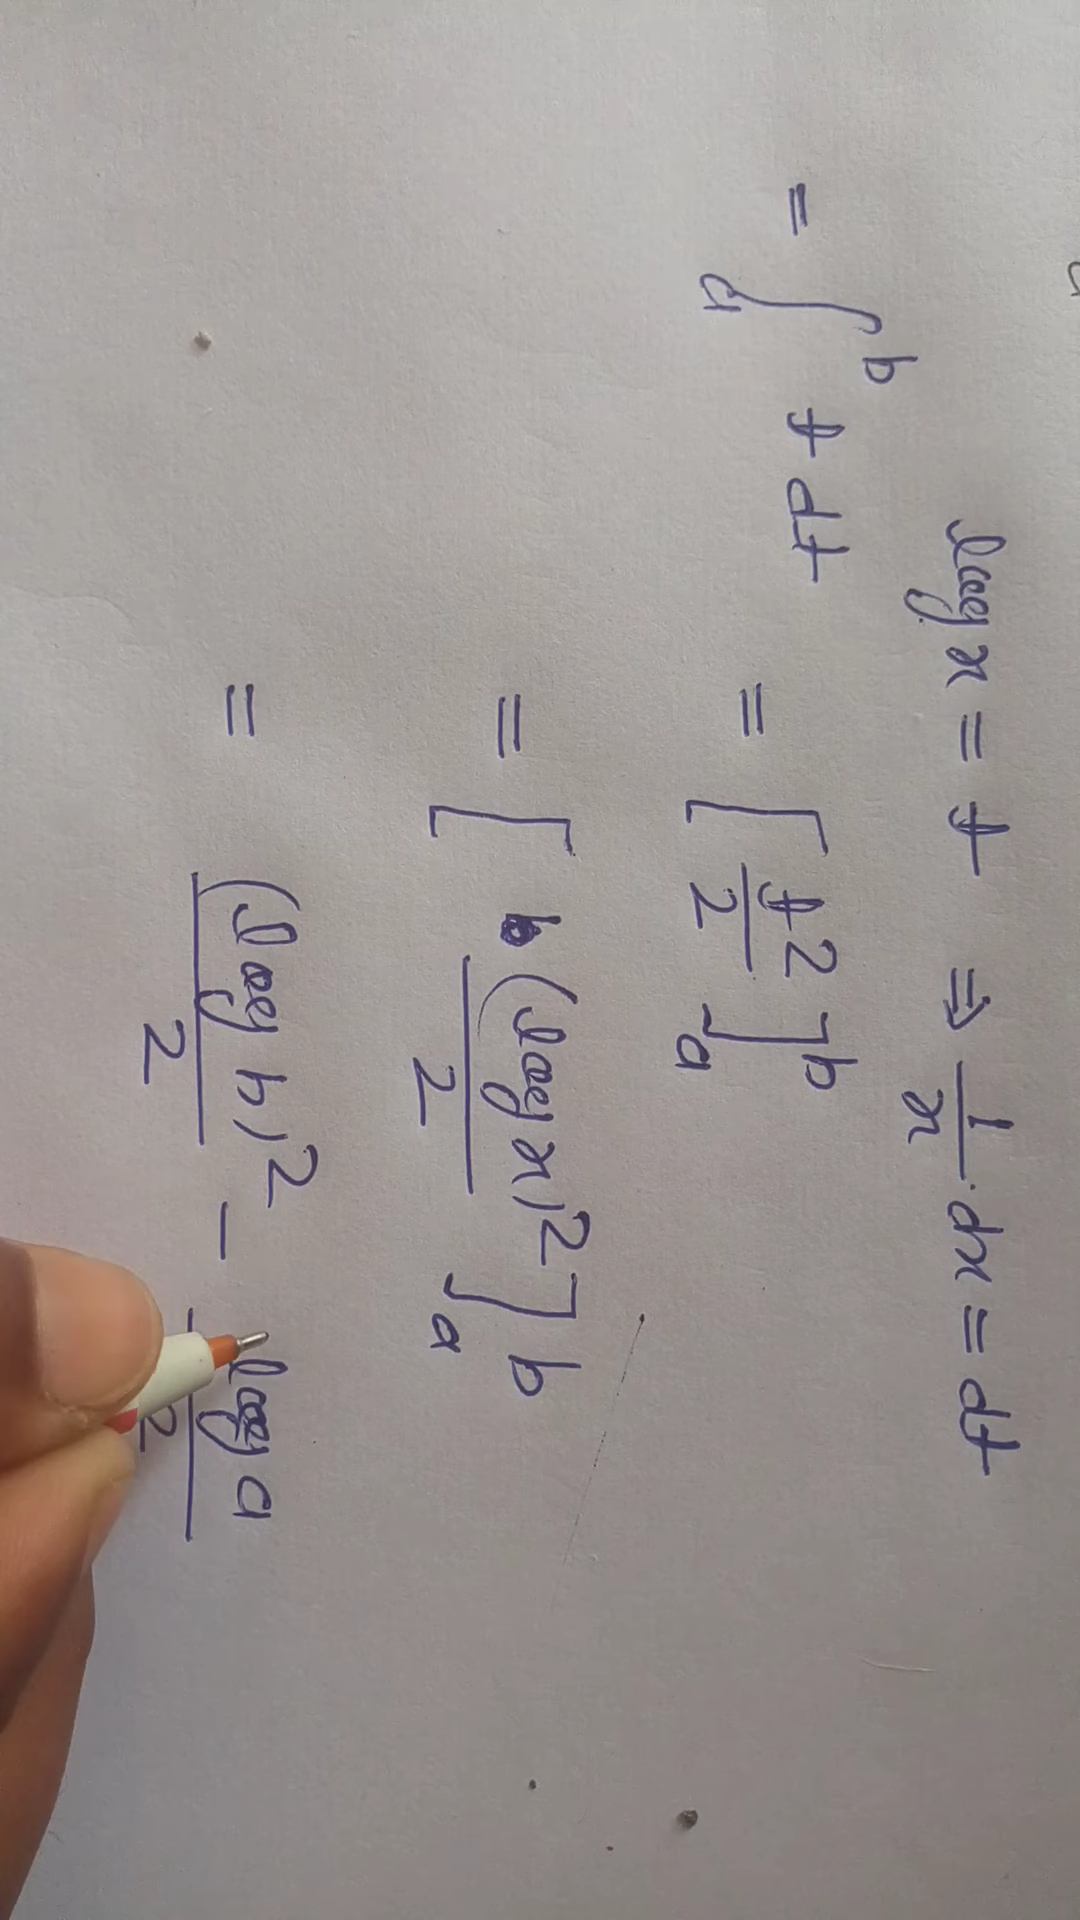 log x = t ⇒ 1/x . dx = dt
= ∫_a^b t dt = [t²/2]_a^b
= [(log x)²/2]_a^b
= (log b)²/2 - log a/2